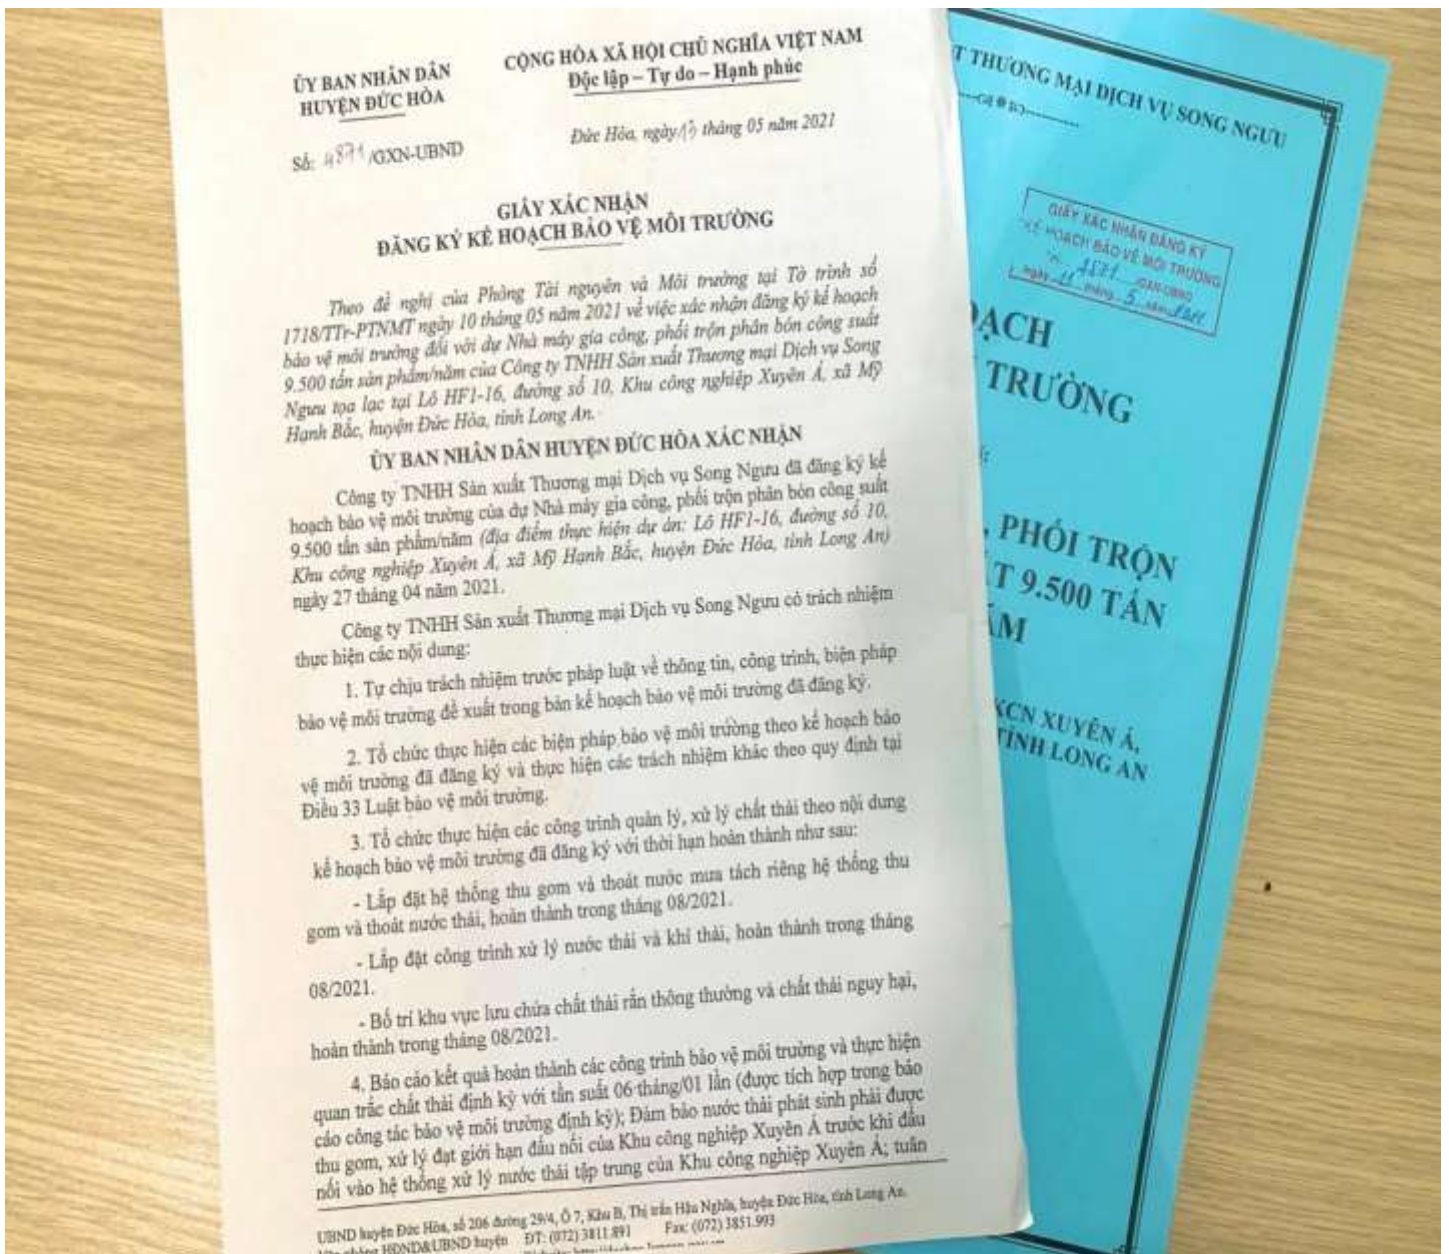 ỦY BAN NHÂN DÂN
HUYỆN ĐỨC HÒA
CỘNG HÒA XÃ HỘI CHỦ NGHĨA VIỆT NAM
Độc lập – Tự do – Hạnh phúc
Số: 4871/GXN-UBND
Đức Hòa, ngày 13 tháng 05 năm 2021
GIẤY XÁC NHẬN
ĐĂNG KÝ KẾ HOẠCH BẢO VỆ MÔI TRƯỜNG
Theo đề nghị của Phòng Tài nguyên và Môi trường tại Tờ trình số
1718/TTr-PTNMT ngày 10 tháng 05 năm 2021 về việc xác nhận đăng ký kế hoạch
bảo vệ môi trường đối với dự Nhà máy gia công, phối trộn phân bón công suất
9.500 tấn sản phẩm/năm của Công ty TNHH Sản xuất Thương mại Dịch vụ Song
Ngưu tọa lạc tại Lô HF1-16, đường số 10, Khu công nghiệp Xuyên Á, xã Mỹ
Hạnh Bắc, huyện Đức Hòa, tỉnh Long An.
ỦY BAN NHÂN DÂN HUYỆN ĐỨC HÒA XÁC NHẬN
Công ty TNHH Sản xuất Thương mại Dịch vụ Song Ngưu đã đăng ký kế
hoạch bảo vệ môi trường của dự Nhà máy gia công, phối trộn phân bón công suất
9.500 tấn sản phẩm/năm (địa điểm thực hiện dự án: Lô HF1-16, đường số 10,
Khu công nghiệp Xuyên Á, xã Mỹ Hạnh Bắc, huyện Đức Hòa, tỉnh Long An)
ngày 27 tháng 04 năm 2021.
Công ty TNHH Sản xuất Thương mại Dịch vụ Song Ngưu có trách nhiệm
thực hiện các nội dung:
1. Tự chịu trách nhiệm trước pháp luật về thông tin, công trình, biện pháp
bảo vệ môi trường đề xuất trong bản kế hoạch bảo vệ môi trường đã đăng ký.
2. Tổ chức thực hiện các biện pháp bảo vệ môi trường theo kế hoạch bảo
vệ môi trường đã đăng ký và thực hiện các trách nhiệm khác theo quy định tại
Điều 33 Luật bảo vệ môi trường.
3. Tổ chức thực hiện các công trình quản lý, xử lý chất thải theo nội dung
kế hoạch bảo vệ môi trường đã đăng ký với thời hạn hoàn thành như sau:
- Lắp đặt hệ thống thu gom và thoát nước mưa tách riêng hệ thống thu
gom và thoát nước thải, hoàn thành trong tháng 08/2021.
- Lắp đặt công trình xử lý nước thải và khí thải, hoàn thành trong tháng
08/2021.
- Bố trí khu vực lưu chứa chất thải rắn thông thường và chất thải nguy hại,
hoàn thành trong tháng 08/2021.
4. Báo cáo kết quả hoàn thành các công trình bảo vệ môi trường và thực hiện
quan trắc chất thải định kỳ với tần suất 06 tháng/01 lần (được tích hợp trong báo
cáo công tác bảo vệ môi trường định kỳ); Đảm bảo nước thải phát sinh phải được
thu gom, xử lý đạt giới hạn đấu nối của Khu công nghiệp Xuyên Á trước khi đấu
nối vào hệ thống xử lý nước thải tập trung của Khu công nghiệp Xuyên Á; tuân
UBND huyện Đức Hòa, số 206 đường 29/4, Ô 7, Khu B, Thị trấn Hậu Nghĩa, huyện Đức Hòa, tỉnh Long An.
HĐND&UBND huyện ĐT: (072) 3811.891 Fax: (072) 3851.993
T THƯƠNG MẠI DỊCH VỤ SONG NGƯU
GIẤY XÁC NHẬN ĐĂNG KÝ
KẾ HOẠCH BẢO VỆ MÔI TRƯỜNG
4871 /GXN-UBND
ngày tháng 5 năm 2021
OẠCH
TRƯỜNG
, PHỐI TRỘN
T 9.500 TẤN
ĂM
KCN XUYÊN Á,
TỈNH LONG AN